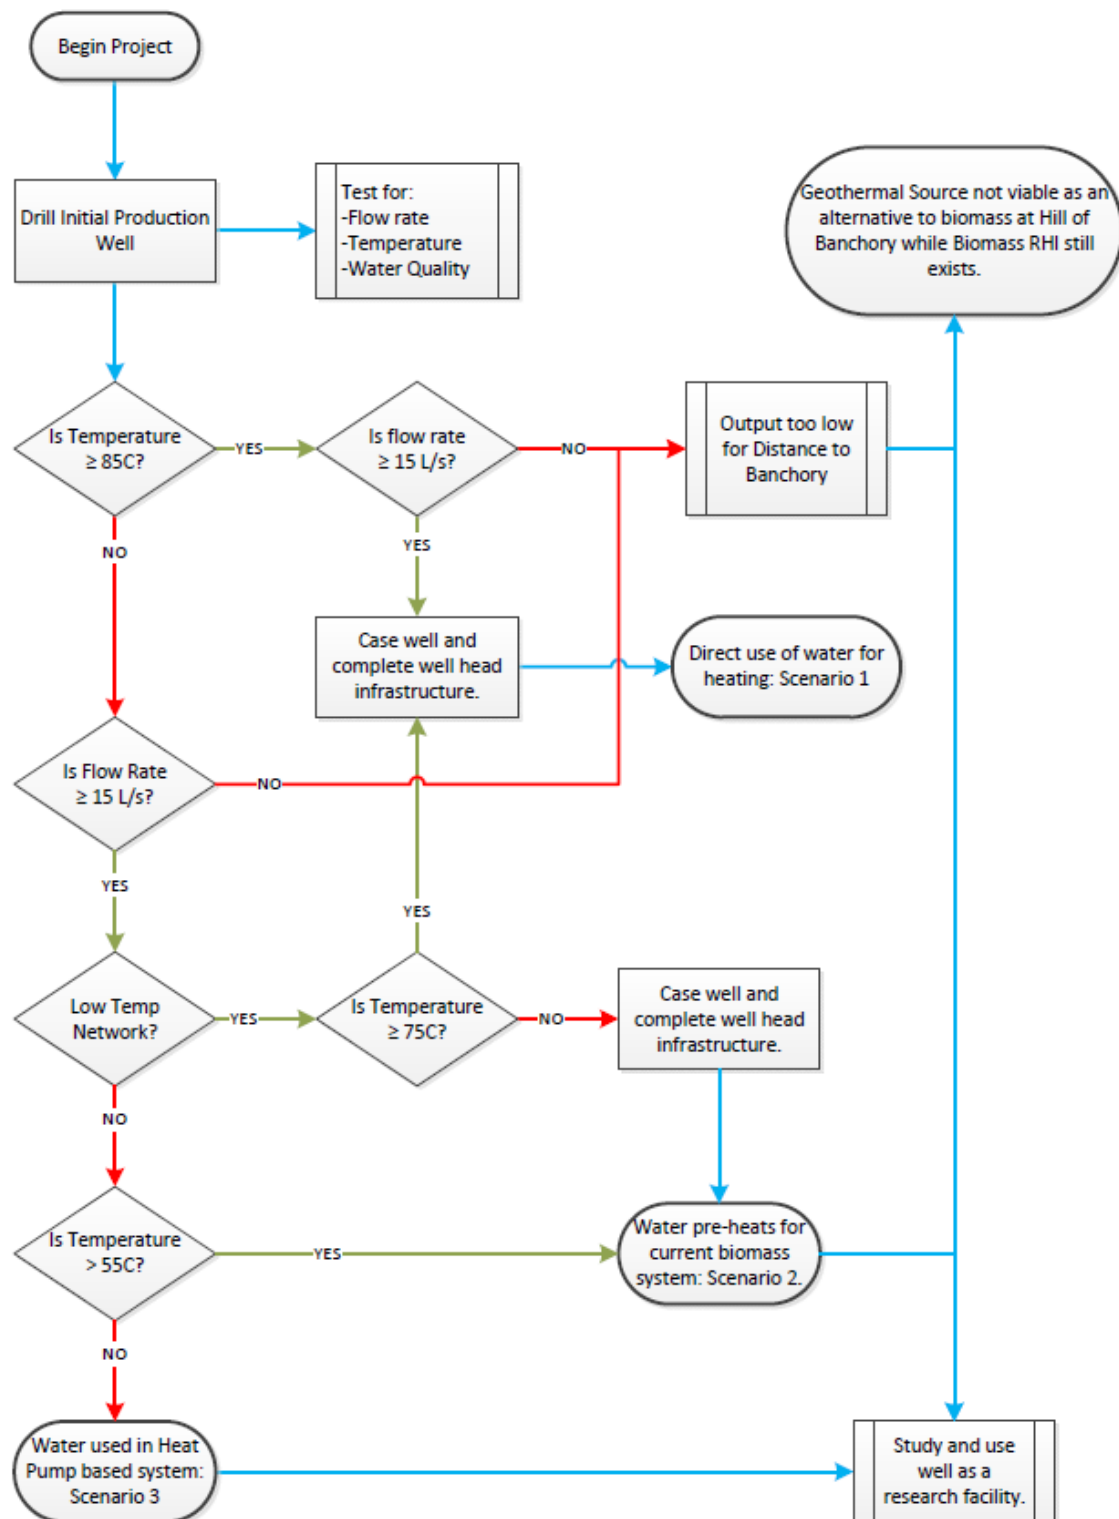 Begin Project
Drill Initial Production
Well
Test for:
-Flow rate
-Temperature
-Water Quality
Geothermal Source not viable as an
alternative to biomass at Hill of
Banchory while Biomass RHI still
exists.
Is Temperature
≥ 85C?
YES
Is flow rate
≥ 15 L/s?
NO
Output too low
for Distance to
Banchory
NO
YES
Case well and
complete well head
infrastructure.
Direct use of water for
heating: Scenario 1
Is Flow Rate
≥ 15 L/s?
NO
YES
YES
Low Temp
Network?
YES
Is Temperature
≥ 75C?
NO
Case well and
complete well head
infrastructure.
NO
Is Temperature
> 55C?
YES
Water pre-heats for
current biomass
system: Scenario 2.
NO
Water used in Heat
Pump based system:
Scenario 3
Study and use
well as a
research facility.